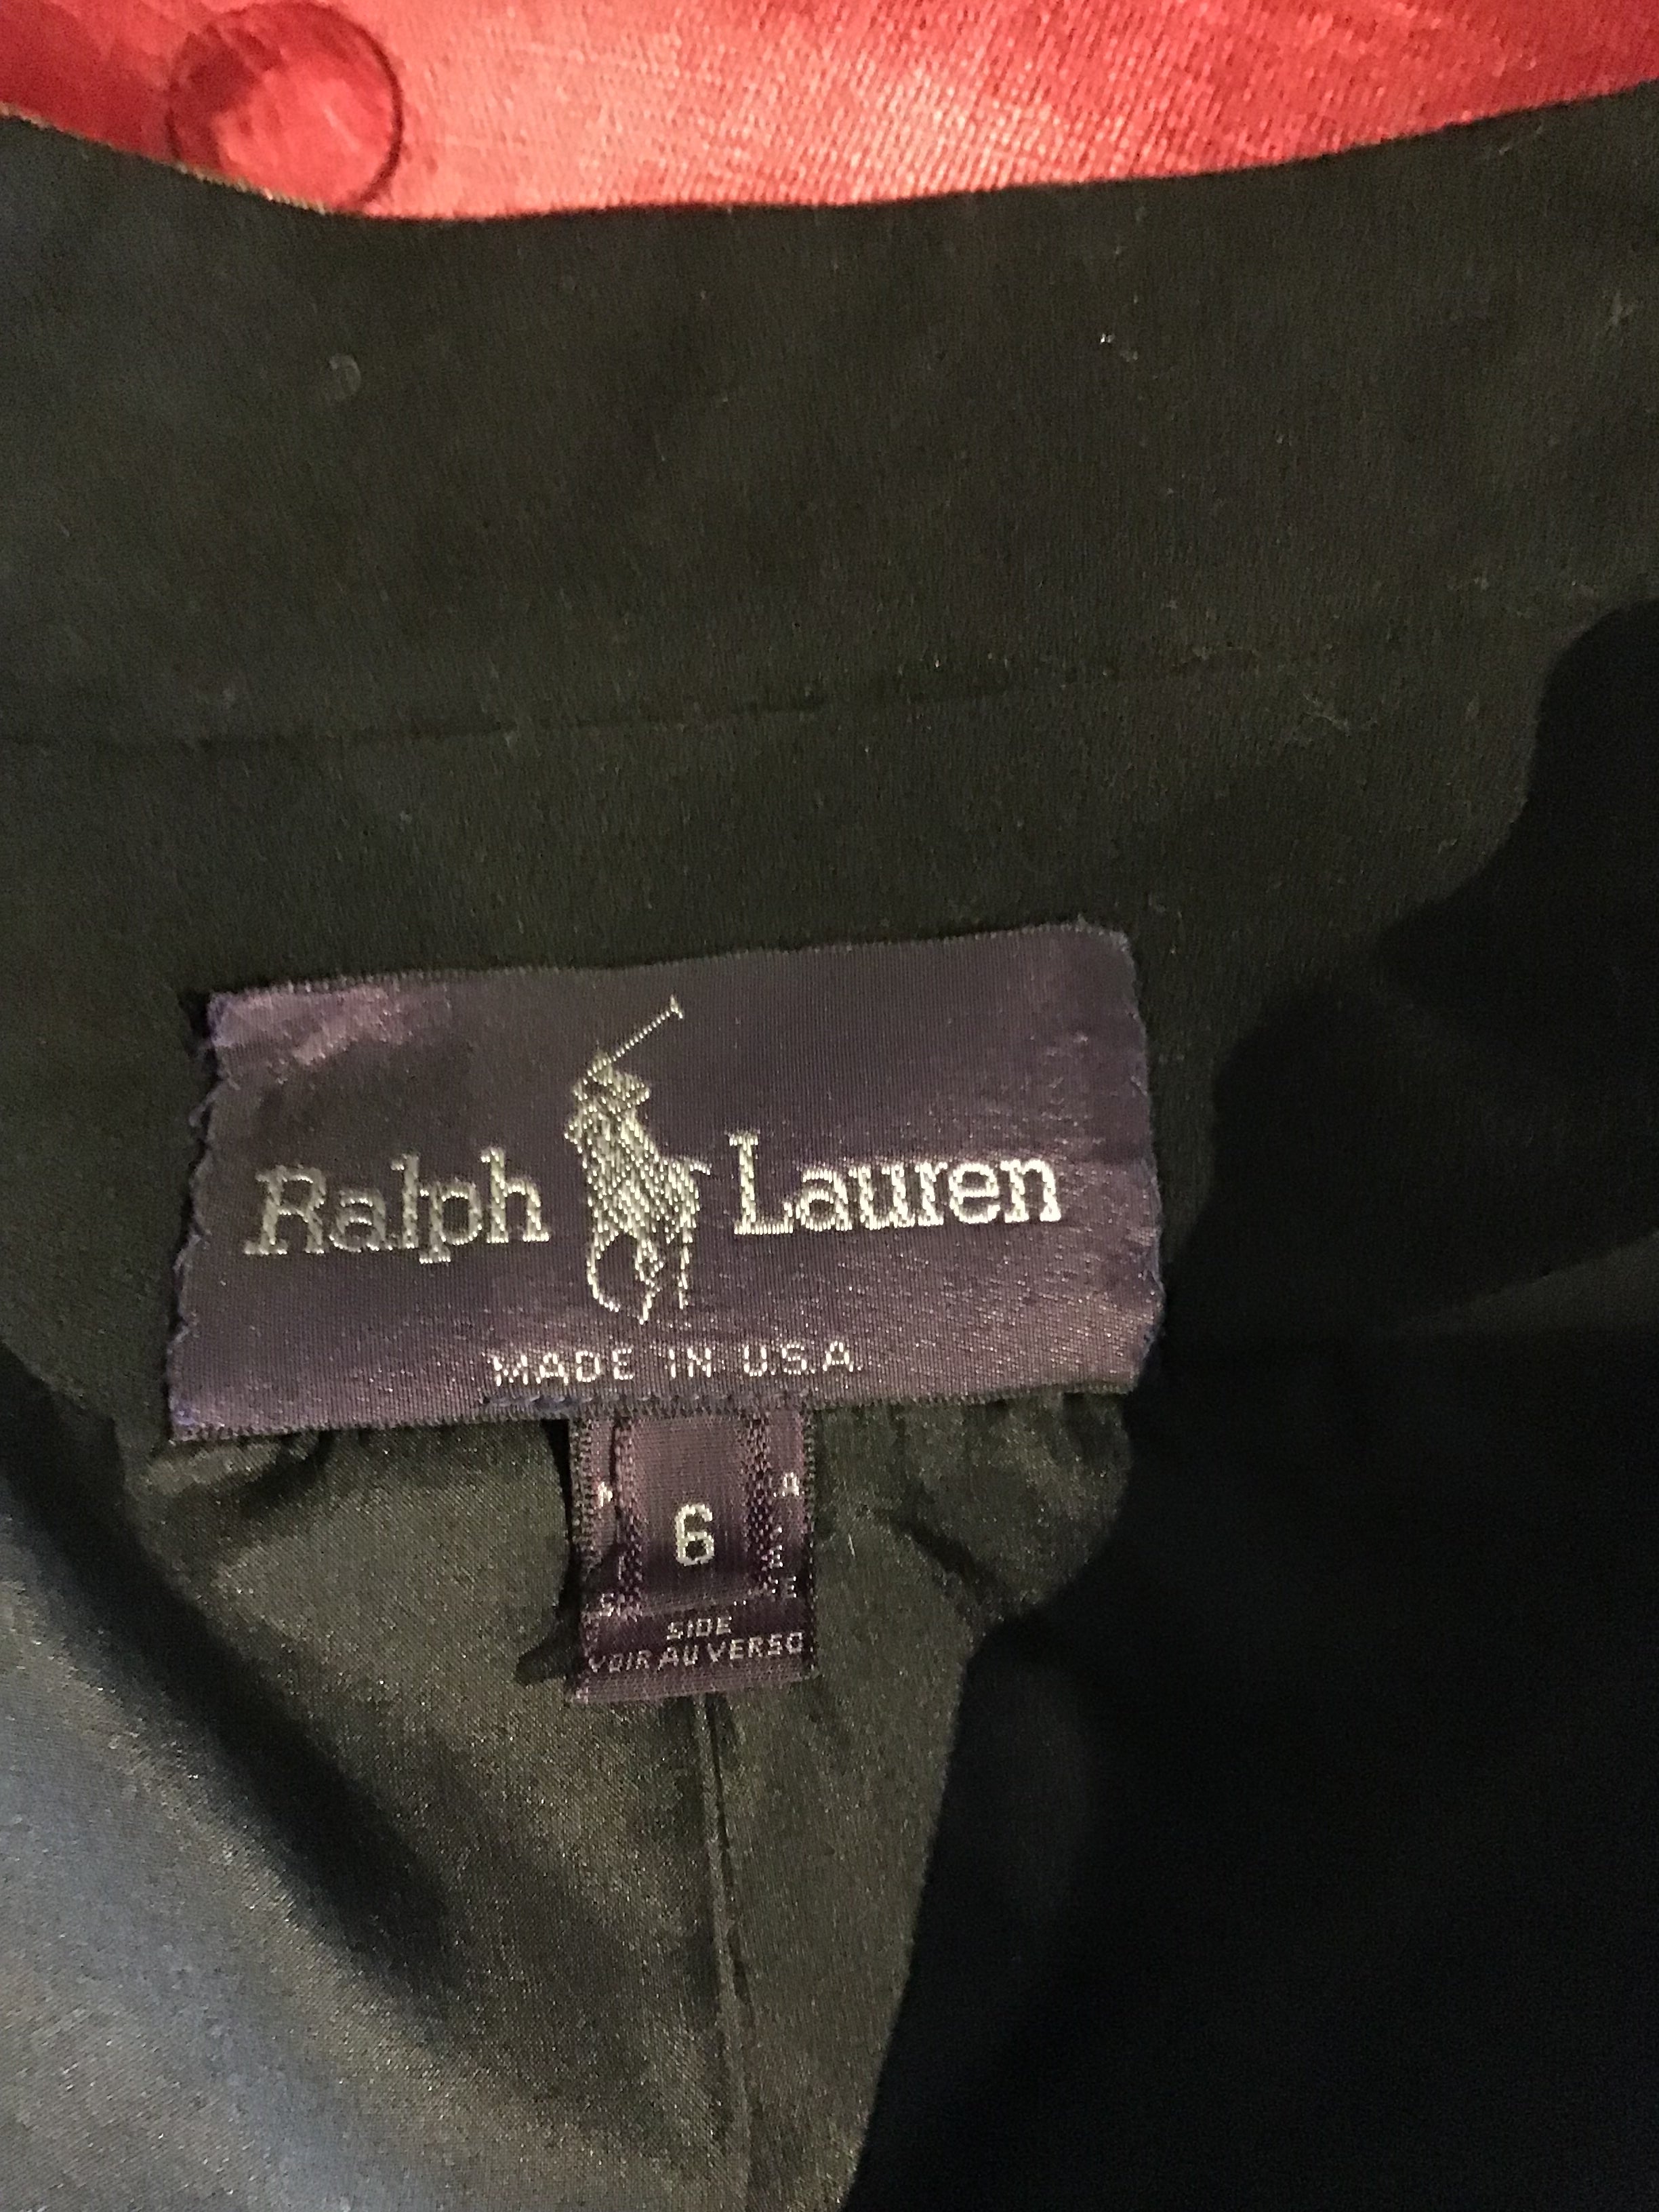 Ralph Lauren
MADE IN U.S.A.
6
SIDE
VOIR AU VERSO